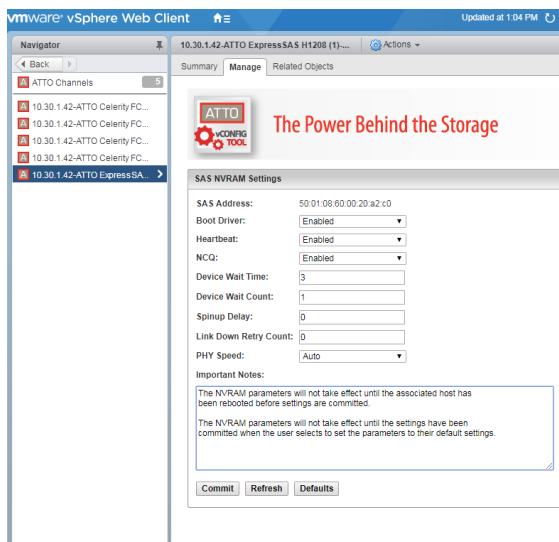 vmware® vSphere Web Client
Updated at 1:04 PM
Navigator
10.30.1.42-ATTO ExpressSAS H1208 (1)-...
Actions
Back
Summary
Manage
Related Objects
ATTO Channels
5
10.30.1.42-ATTO Celerity FC...
10.30.1.42-ATTO Celerity FC...
10.30.1.42-ATTO Celerity FC...
10.30.1.42-ATTO Celerity FC...
10.30.1.42-ATTO ExpressSA...
ATTO
vCONFIG
TOOL
The Power Behind the Storage
SAS NVRAM Settings
SAS Address: 50:01:08:60:00:20:a2:c0
Boot Driver: Enabled
Heartbeat: Enabled
NCQ: Enabled
Device Wait Time: 3
Device Wait Count: 1
Spinup Delay: 0
Link Down Retry Count: 0
PHY Speed: Auto
Important Notes:
The NVRAM parameters will not take effect until the associated host has
been rebooted before settings are committed.
The NVRAM parameters will not take effect until the settings have been
committed when the user selects to set the parameters to their default settings.
Commit
Refresh
Defaults